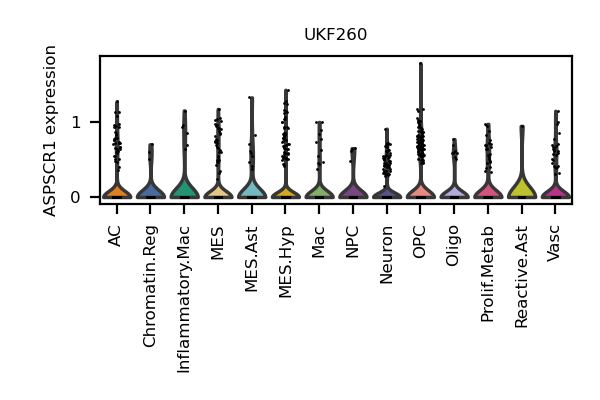 UKF260
ASPSCR1 expression
1
0
AC
Chromatin.Reg
Inflammatory.Mac
MES
MES.Ast
MES.Hyp
Mac
NPC
Neuron
OPC
Oligo
Prolif.Metab
Reactive.Ast
Vasc